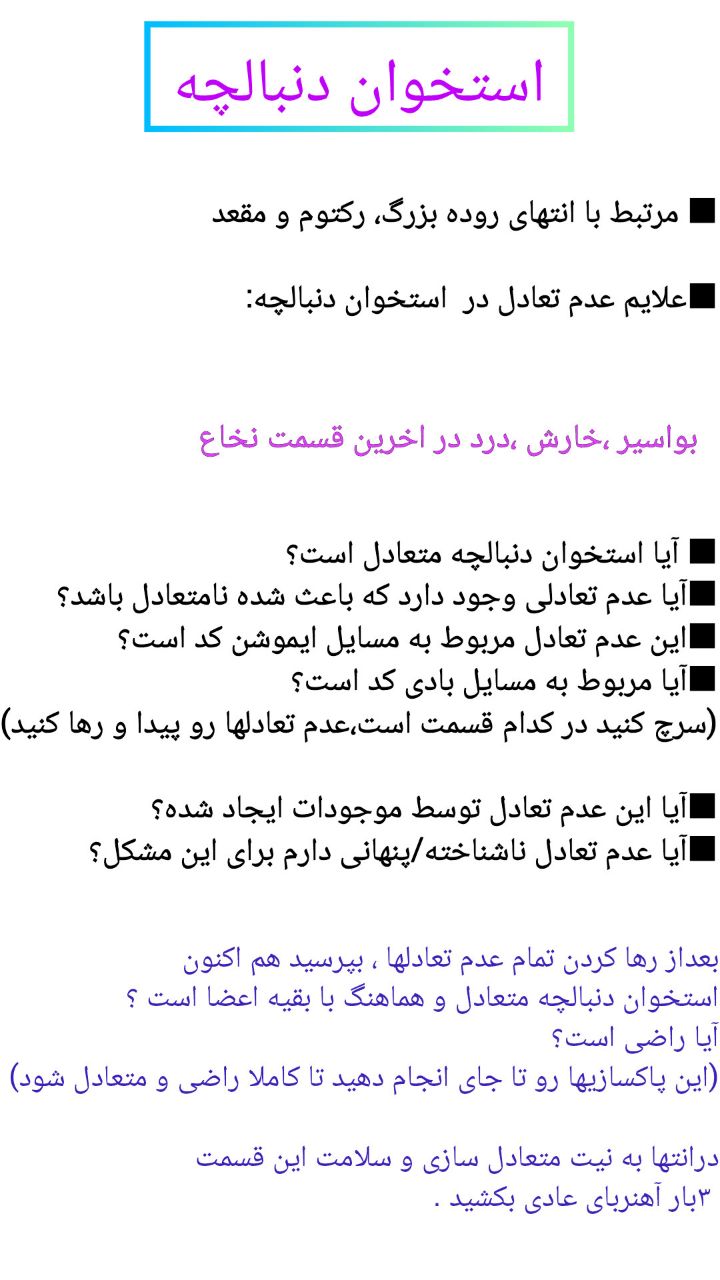 استخوان دنبالچه
■ مرتبط با انتهای روده بزرگ، رکتوم و مقعد
■علایم عدم تعادل در  استخوان دنبالچه:
بواسیر ،خارش ،درد در اخرین قسمت نخاع
■ آیا استخوان دنبالچه متعادل است؟
■آیا عدم تعادلی وجود دارد که باعث شده نامتعادل باشد؟
■این عدم تعادل مربوط به مسایل ایموشن کد است؟
■آیا مربوط به مسایل بادی کد است؟
(سرچ کنید در کدام قسمت است،عدم تعادلها رو پیدا و رها کنید)
■آیا این عدم تعادل توسط موجودات ایجاد شده؟
■آیا عدم تعادل ناشناخته/پنهانی دارم برای این مشکل؟
بعداز رها کردن تمام عدم تعادلها ، بپرسید هم اکنون
استخوان دنبالچه متعادل و هماهنگ با بقیه اعضا است ؟
آیا راضی است؟
(این پاکسازیها رو تا جای انجام دهید تا کاملا راضی و متعادل شود)
درانتها به نیت متعادل سازی و سلامت این قسمت
۳بار آهنربای عادی بکشید .